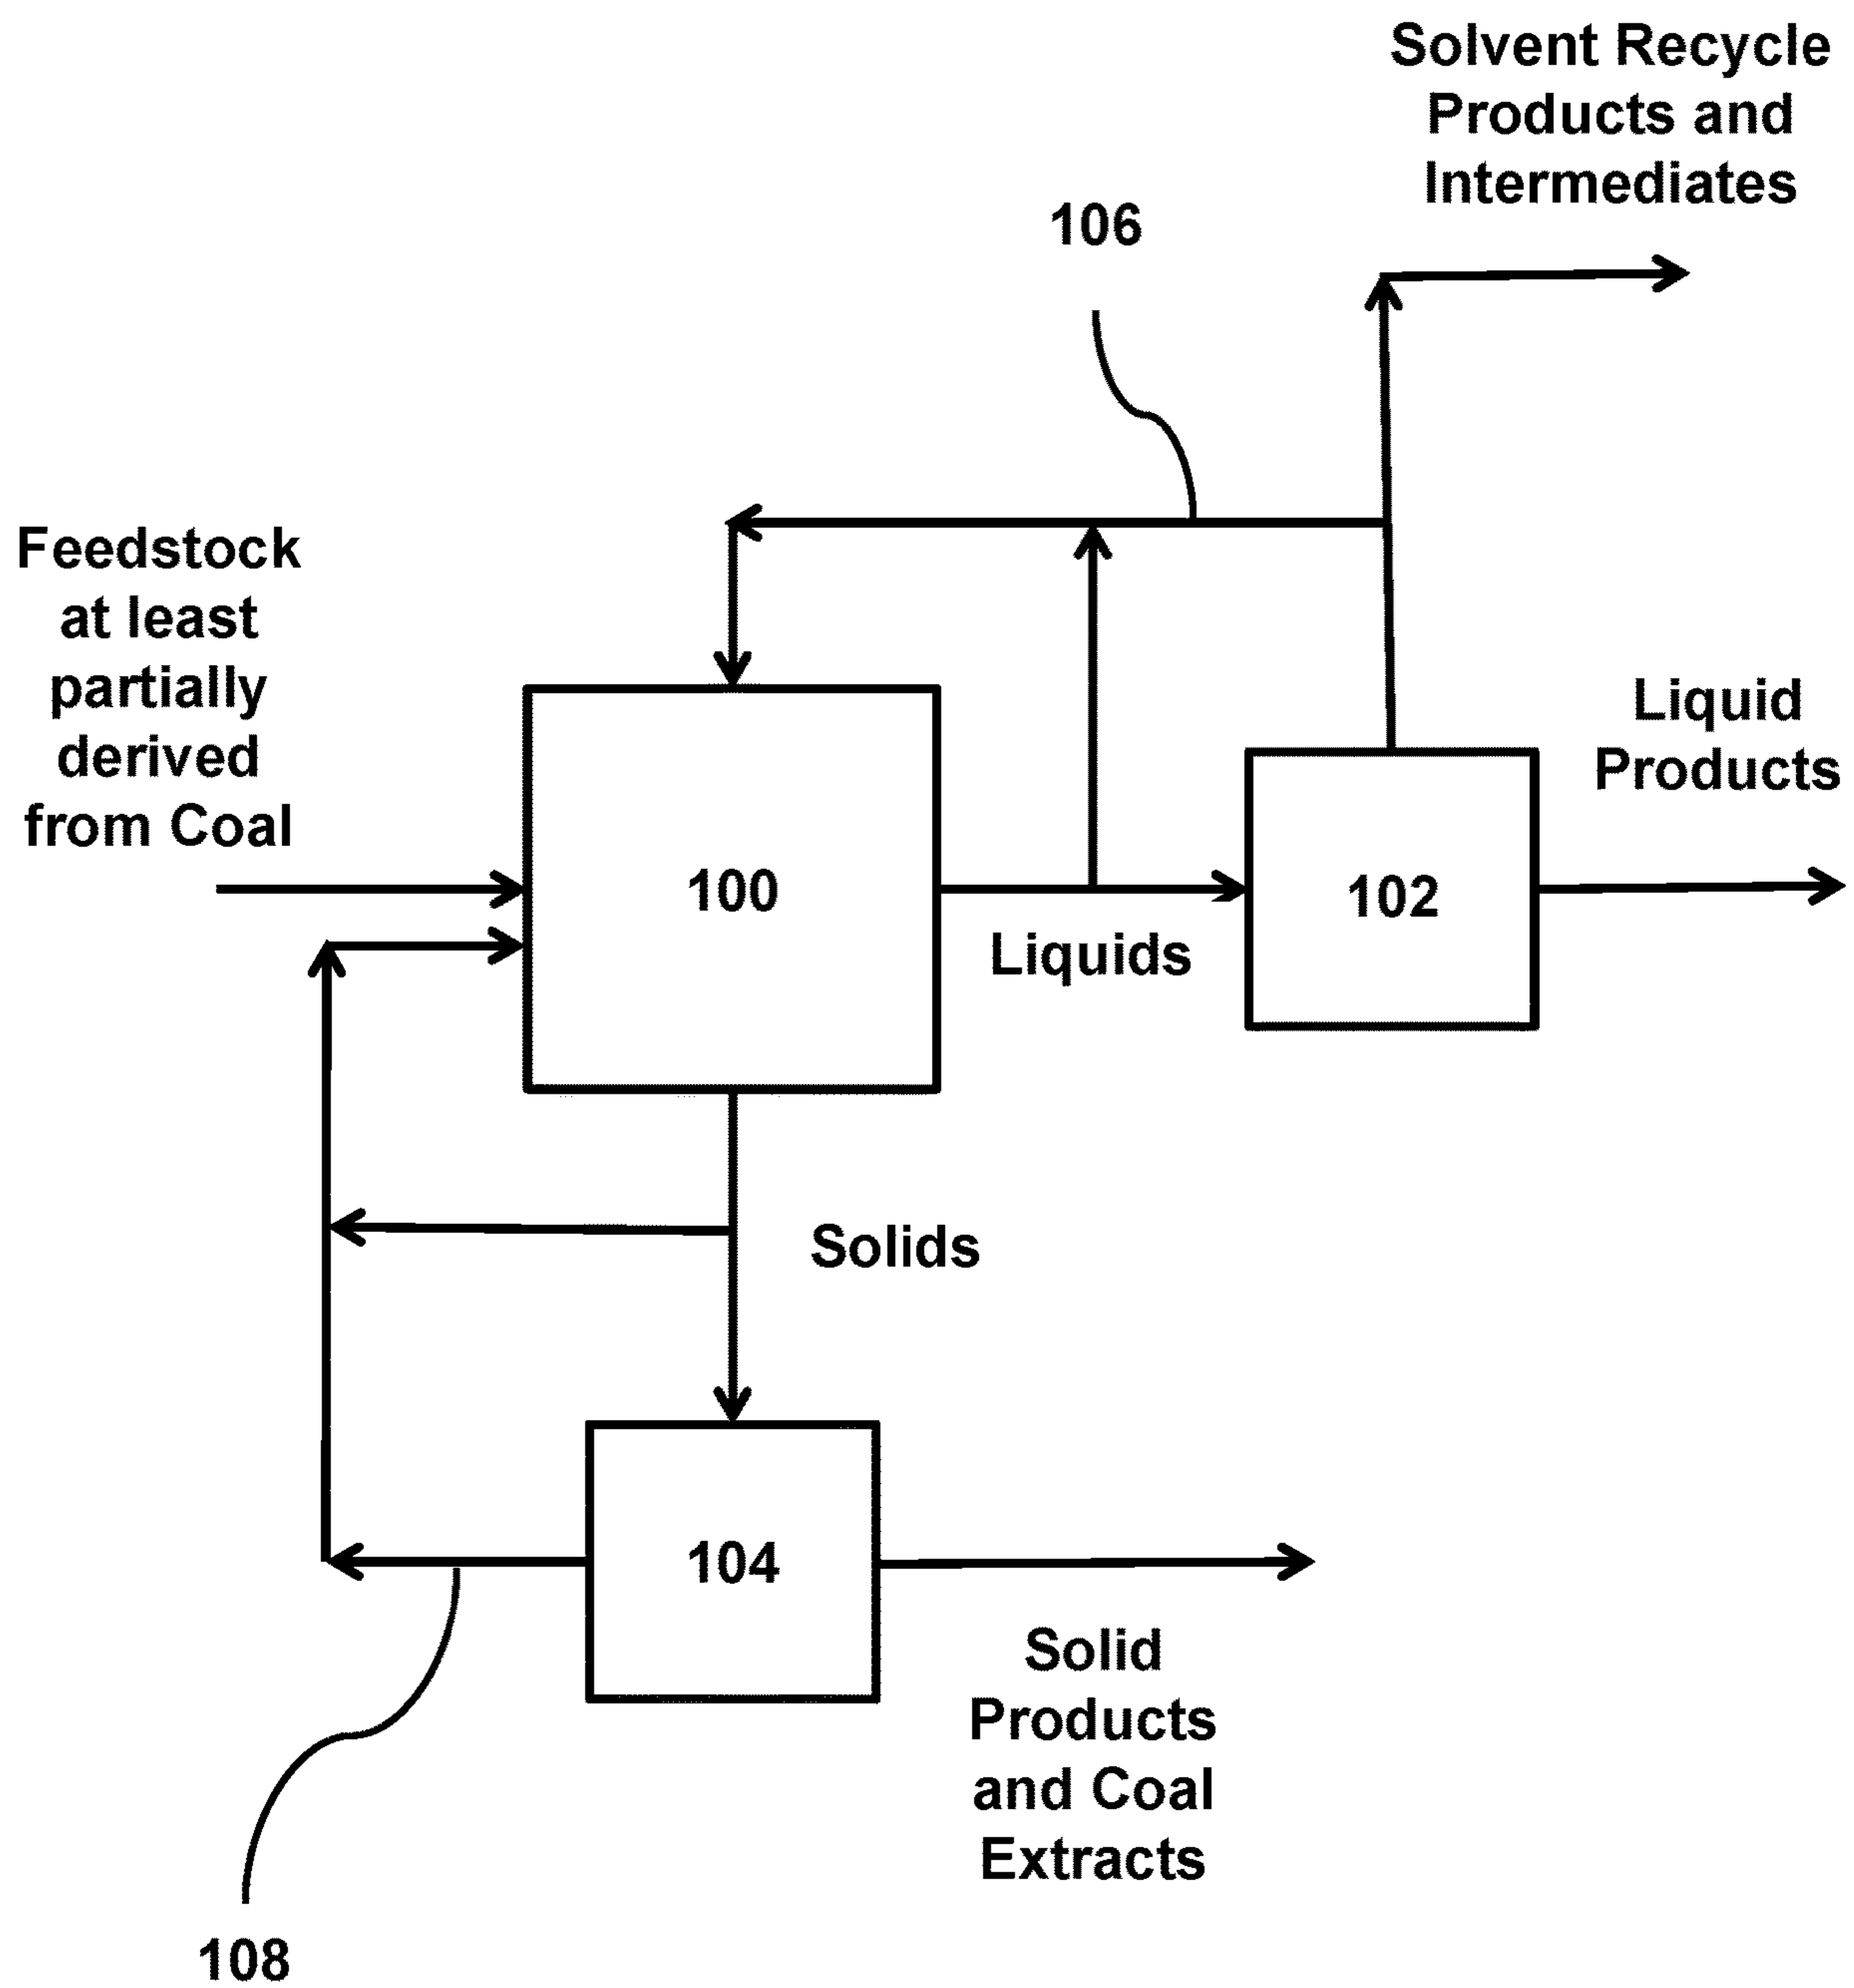 Solvent Recycle
Products and
Intermediates
106
Feedstock
at least
partially
derived
from Coal
Liquid
Products
100
102
Liquids
Solids
104
Solid
Products
and Coal
Extracts
108